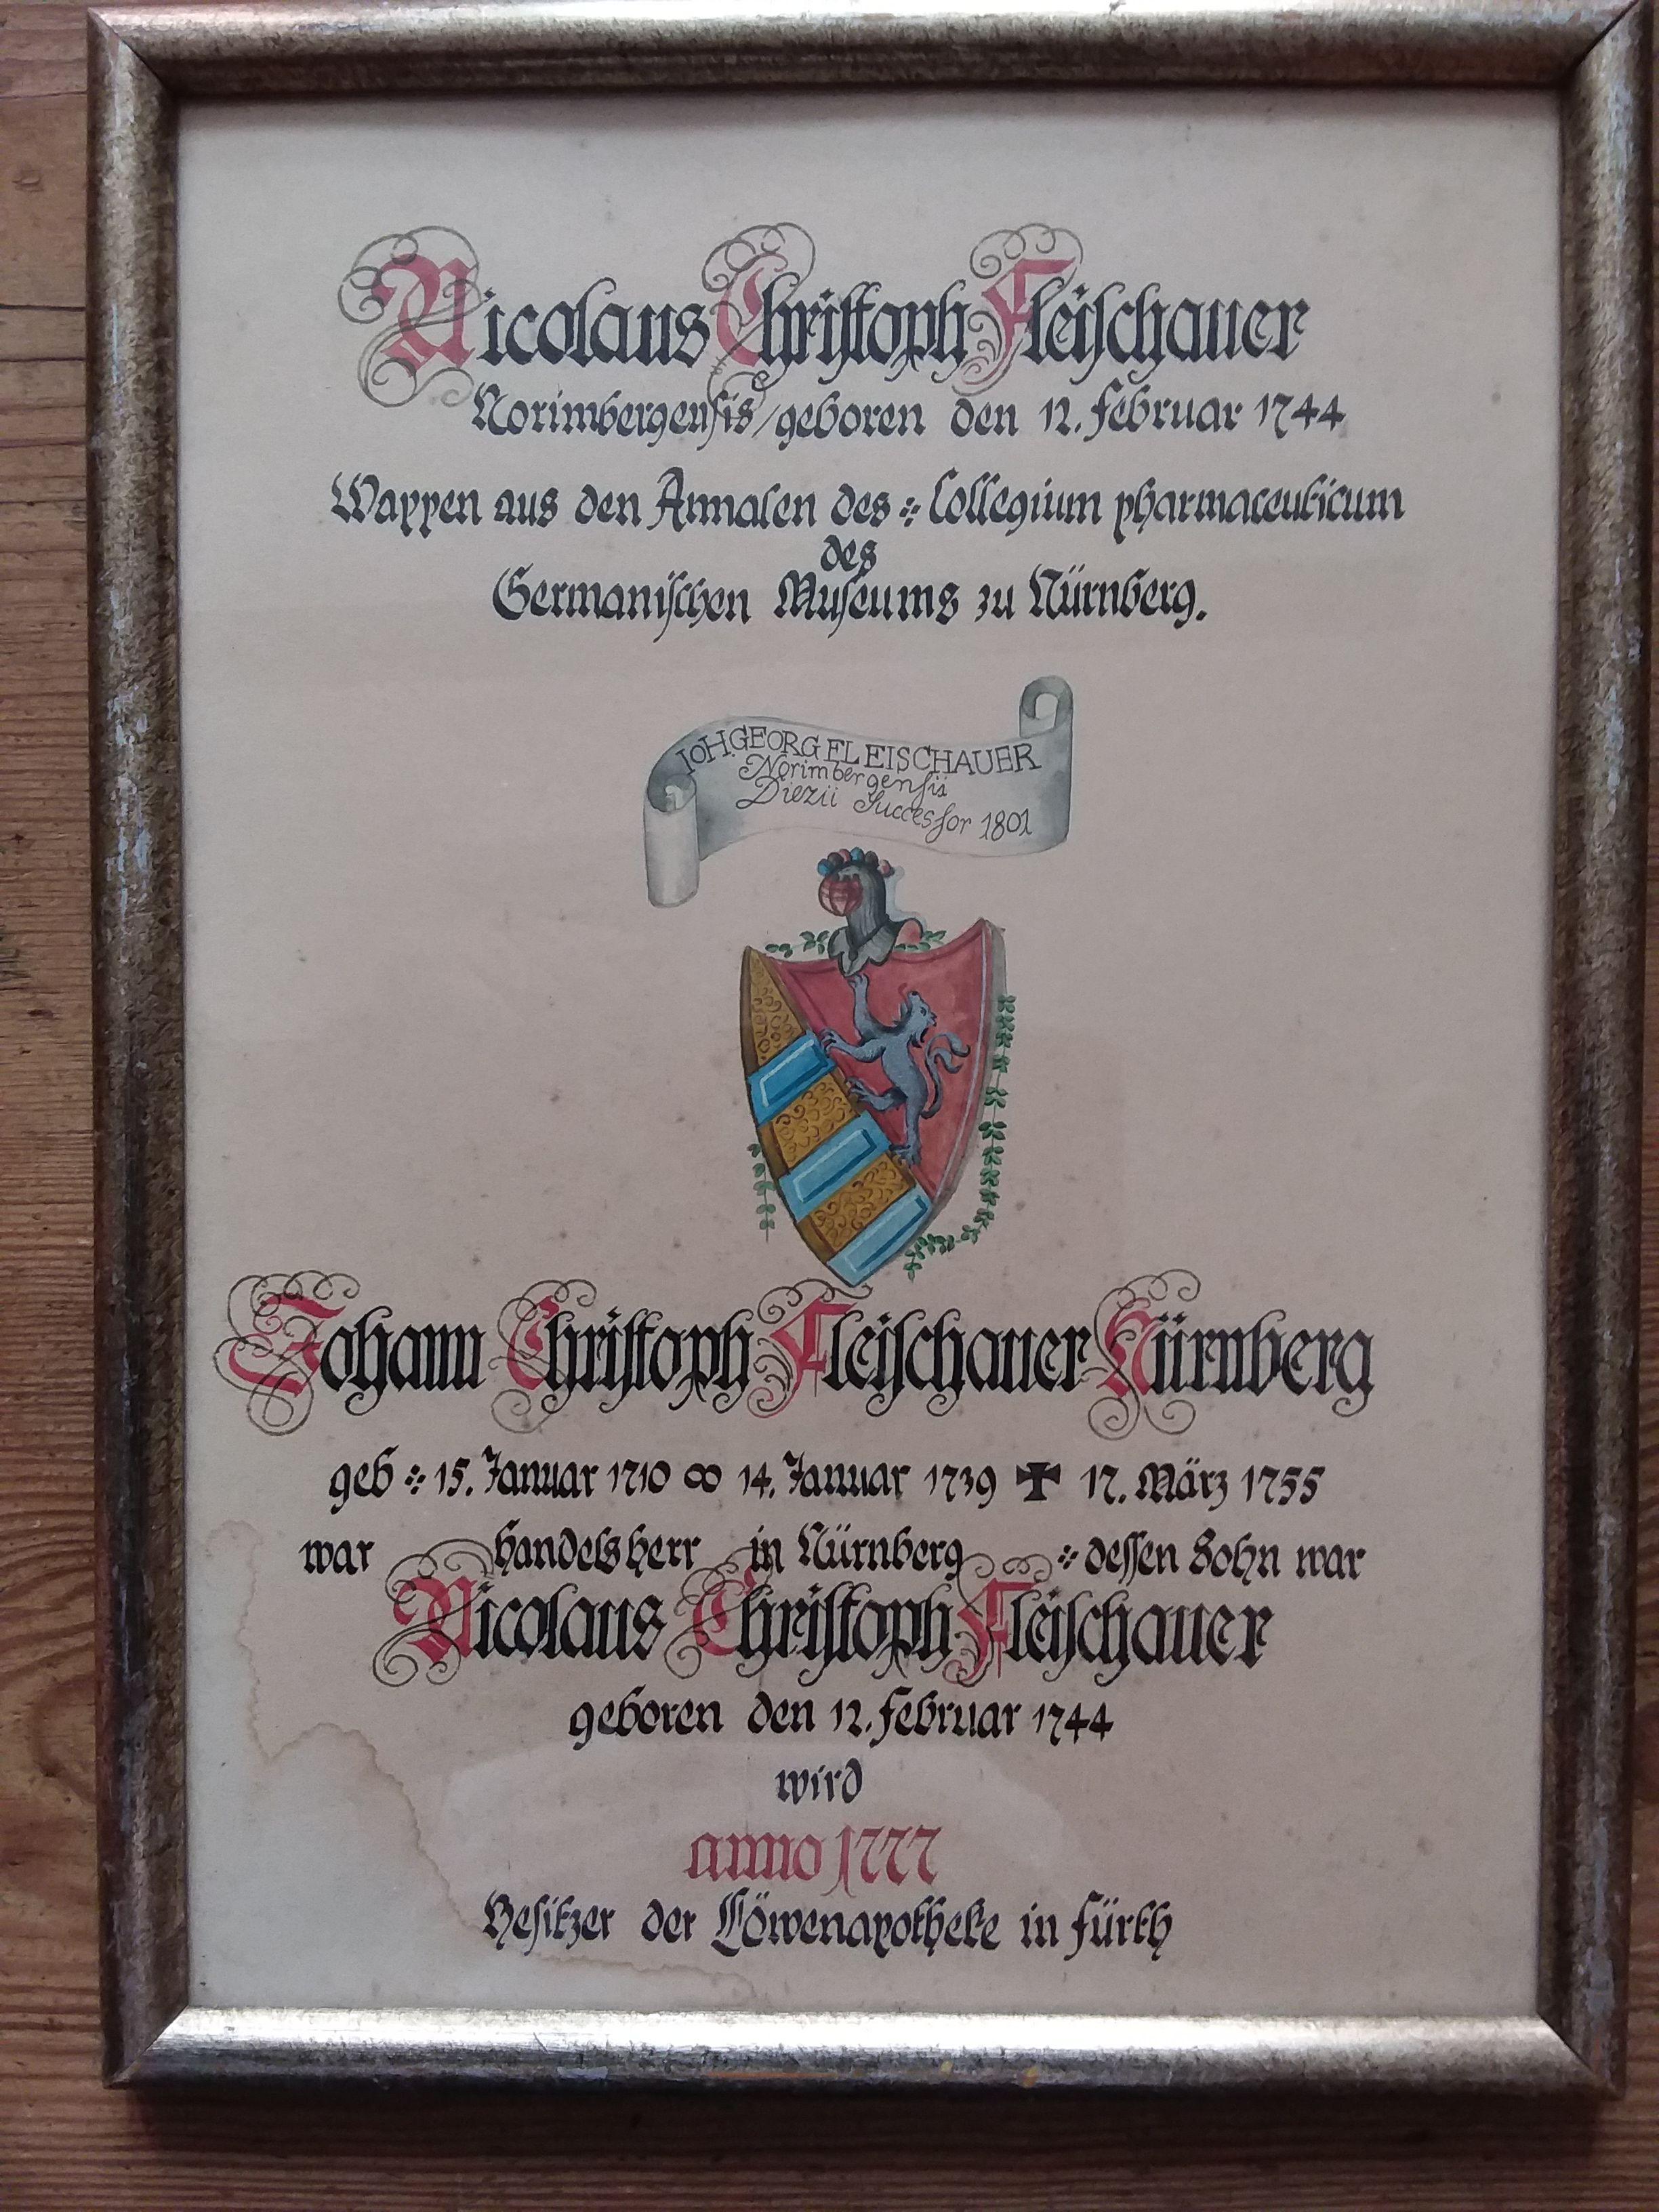 Nicolaus Christoph Fleischauer
Norimbergensis/geboren den 12. Februar 1744
Wappen aus den Annalen des : Collegium pharmaceuticum
des
Germanischen Museums zu Nürnberg.
IOH.GEORG FLEISCHAUER
Norimbergensis
Diezii Successor 1801
Johann Christoph Fleischauer Nürnberg
geb : 15. Januar 1710 ∞ 14. Januar 1739 ✠ 17. März 1755
war Handelsherr in Nürnberg : dessen Sohn war
Nicolaus Christoph Fleischauer
geboren den 12. Februar 1744
wird
anno 1777
Besitzer der Löwenapotheke in Fürth